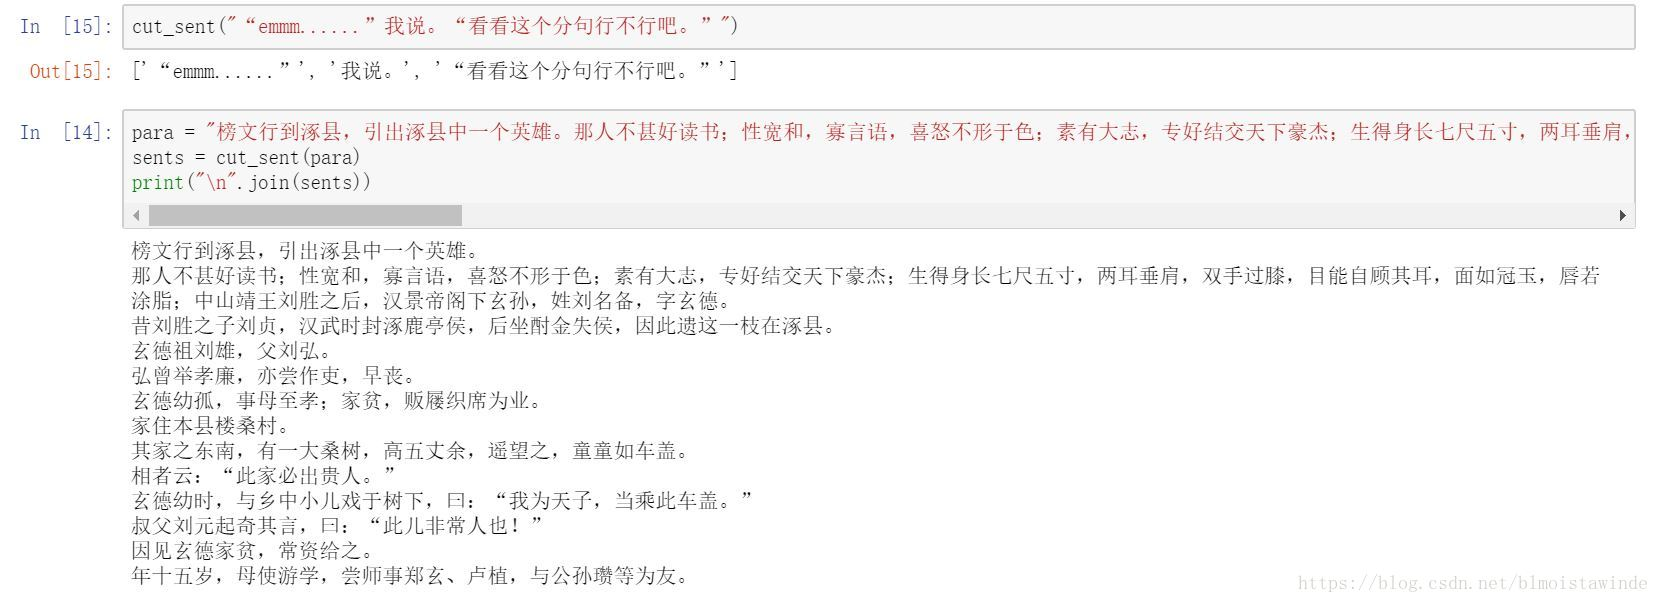 In [15]: cut_sent("“emmm......”我说。“看看这个分句行不行吧。”")
Out[15]: ['“emmm......”', '我说。', '“看看这个分句行不行吧。”']
In [14]: para = "榜文行到涿县，引出涿县中一个英雄。那人不甚好读书；性宽和，寡言语，喜怒不形于色；素有大志，专好结交天下豪杰；生得身长七尺五寸，两耳垂肩，
sents = cut_sent(para)
print("\n".join(sents))
榜文行到涿县，引出涿县中一个英雄。
那人不甚好读书；性宽和，寡言语，喜怒不形于色；素有大志，专好结交天下豪杰；生得身长七尺五寸，两耳垂肩，双手过膝，目能自顾其耳，面如冠玉，唇若
涂脂；中山靖王刘胜之后，汉景帝阁下玄孙，姓刘名备，字玄德。
昔刘胜之子刘贞，汉武时封涿鹿亭侯，后坐酎金失侯，因此遗这一枝在涿县。
玄德祖刘雄，父刘弘。
弘曾举孝廉，亦尝作吏，早丧。
玄德幼孤，事母至孝；家贫，贩屦织席为业。
家住本县楼桑村。
其家之东南，有一大桑树，高五丈余，遥望之，童童如车盖。
相者云：“此家必出贵人。”
玄德幼时，与乡中小儿戏于树下，曰：“我为天子，当乘此车盖。”
叔父刘元起奇其言，曰：“此儿非常人也！”
因见玄德家贫，常资给之。
年十五岁，母使游学，尝师事郑玄、卢植，与公孙瓒等为友。
https://blog.csdn.net/blmoistawinde